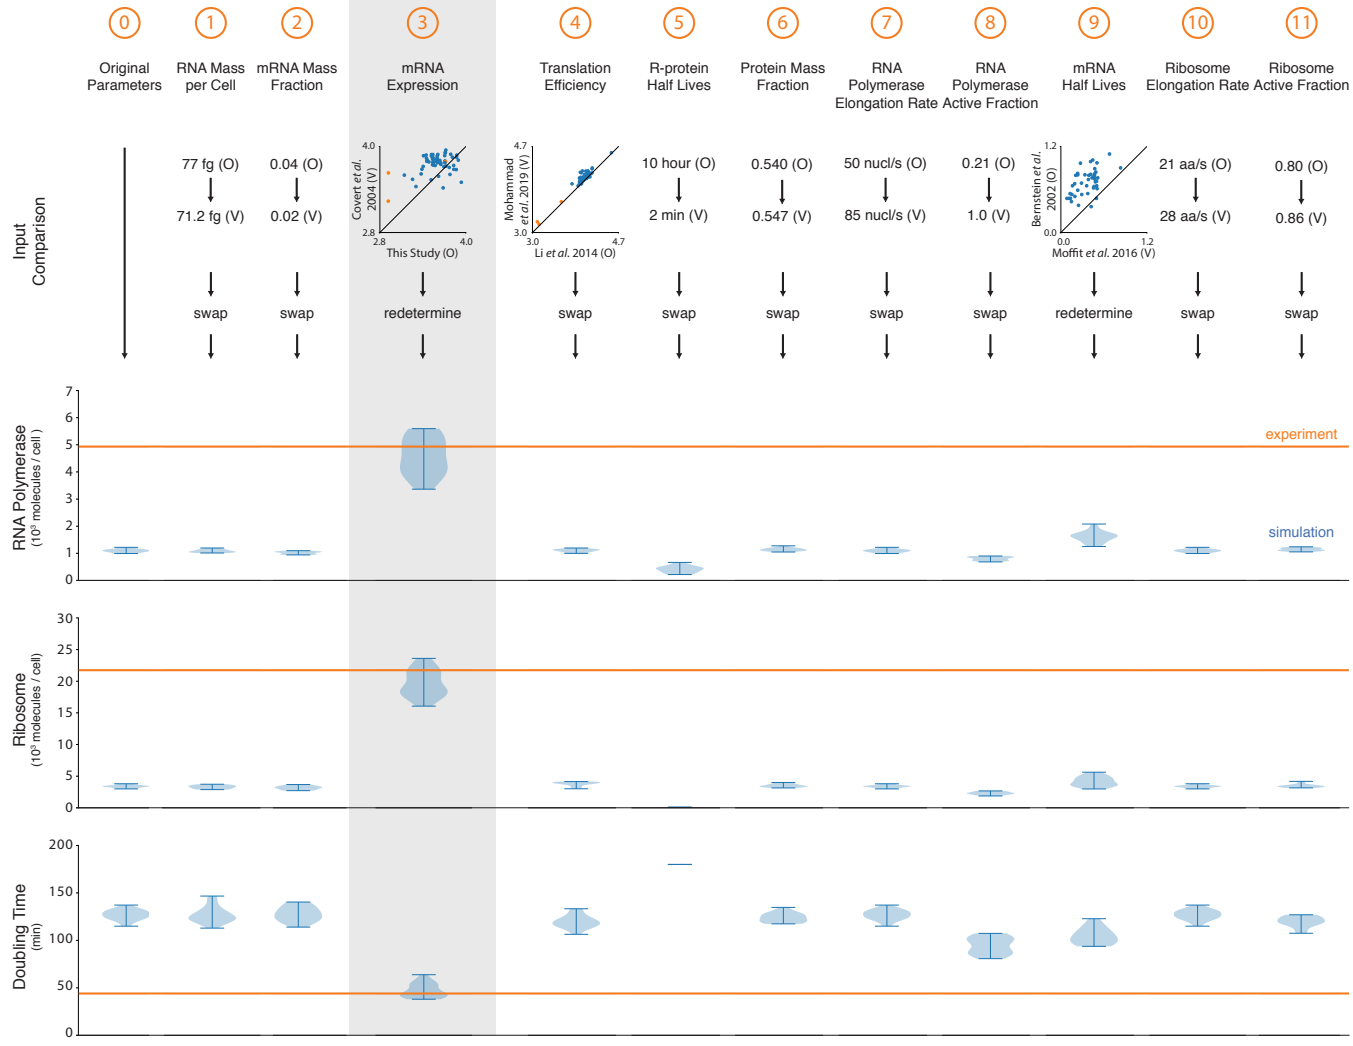 0 1 2 3 4 5 6 7 8 9 10 11
Original
Parameters
RNA Mass
per Cell
mRNA Mass
Fraction
mRNA
Expression
Translation
Efficiency
R-protein
Half Lives
Protein Mass
Fraction
RNA
Polymerase
Elongation Rate
RNA
Polymerase
Active Fraction
mRNA
Half Lives
Ribosome
Elongation Rate
Ribosome
Active Fraction
Input
Comparison
77 fg (O)
71.2 fg (V)
swap
0.04 (O)
0.02 (V)
swap
Covert et al.
2004 (V)
4.0
2.8
2.8
4.0
This Study (O)
redetermine
Mohammad
et al. 2019 (V)
4.7
3.0
3.0
4.7
Li et al. 2014 (O)
swap
10 hour (O)
2 min (V)
swap
0.540 (O)
0.547 (V)
swap
50 nucl/s (O)
85 nucl/s (V)
swap
0.21 (O)
1.0 (V)
swap
Bernstein et al.
2002 (O)
1.2
0.0
0.0
1.2
Moffit et al. 2016 (V)
redetermine
21 aa/s (O)
28 aa/s (V)
swap
0.80 (O)
0.86 (V)
swap
RNA Polymerase
(10³ molecules / cell )
7
6
5
4
3
2
1
0
experiment
simulation
Ribosome
(10³ molecules / cell)
30
25
20
15
10
5
0
Doubling Time
(min)
200
150
100
50
0